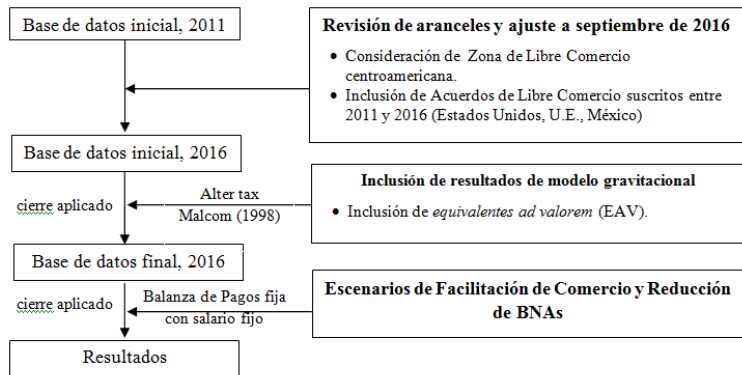 Base de datos inicial, 2011
Revisión de aranceles y ajuste a septiembre de 2016
• Consideración de Zona de Libre Comercio
centroamericana.
• Inclusión de Acuerdos de Libre Comercio suscritos entre
2011 y 2016 (Estados Unidos, U.E., México)
Base de datos inicial, 2016
cierre aplicado
Alter tax
Malcom (1998)
Inclusión de resultados de modelo gravitacional
• Inclusión de equivalentes ad valorem (EAV).
Base de datos final, 2016
cierre aplicado
Balanza de Pagos fija
con salario fijo
Escenarios de Facilitación de Comercio y Reducción
de BNAs
Resultados